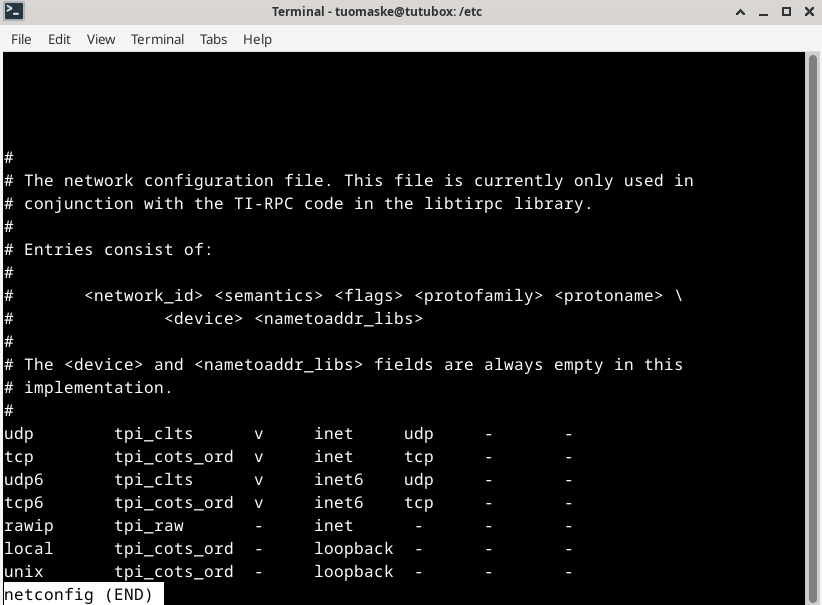 Terminal - tuomaske@tutubox: /etc
File Edit View Terminal Tabs Help
#
# The network configuration file. This file is currently only used in
# conjunction with the TI-RPC code in the libtirpc library.
#
# Entries consist of:
#
#       <network_id> <semantics> <flags> <protofamily> <protoname> \
#               <device> <nametoaddr_libs>
#
# The <device> and <nametoaddr_libs> fields are always empty in this
# implementation.
#
udp        tpi_clts      v     inet     udp     -       -
tcp        tpi_cots_ord  v     inet     tcp     -       -
udp6       tpi_clts      v     inet6    udp     -       -
tcp6       tpi_cots_ord  v     inet6    tcp     -       -
rawip      tpi_raw       -     inet      -      -       -
local      tpi_cots_ord  -     loopback  -      -       -
unix       tpi_cots_ord  -     loopback  -      -       -
netconfig (END)